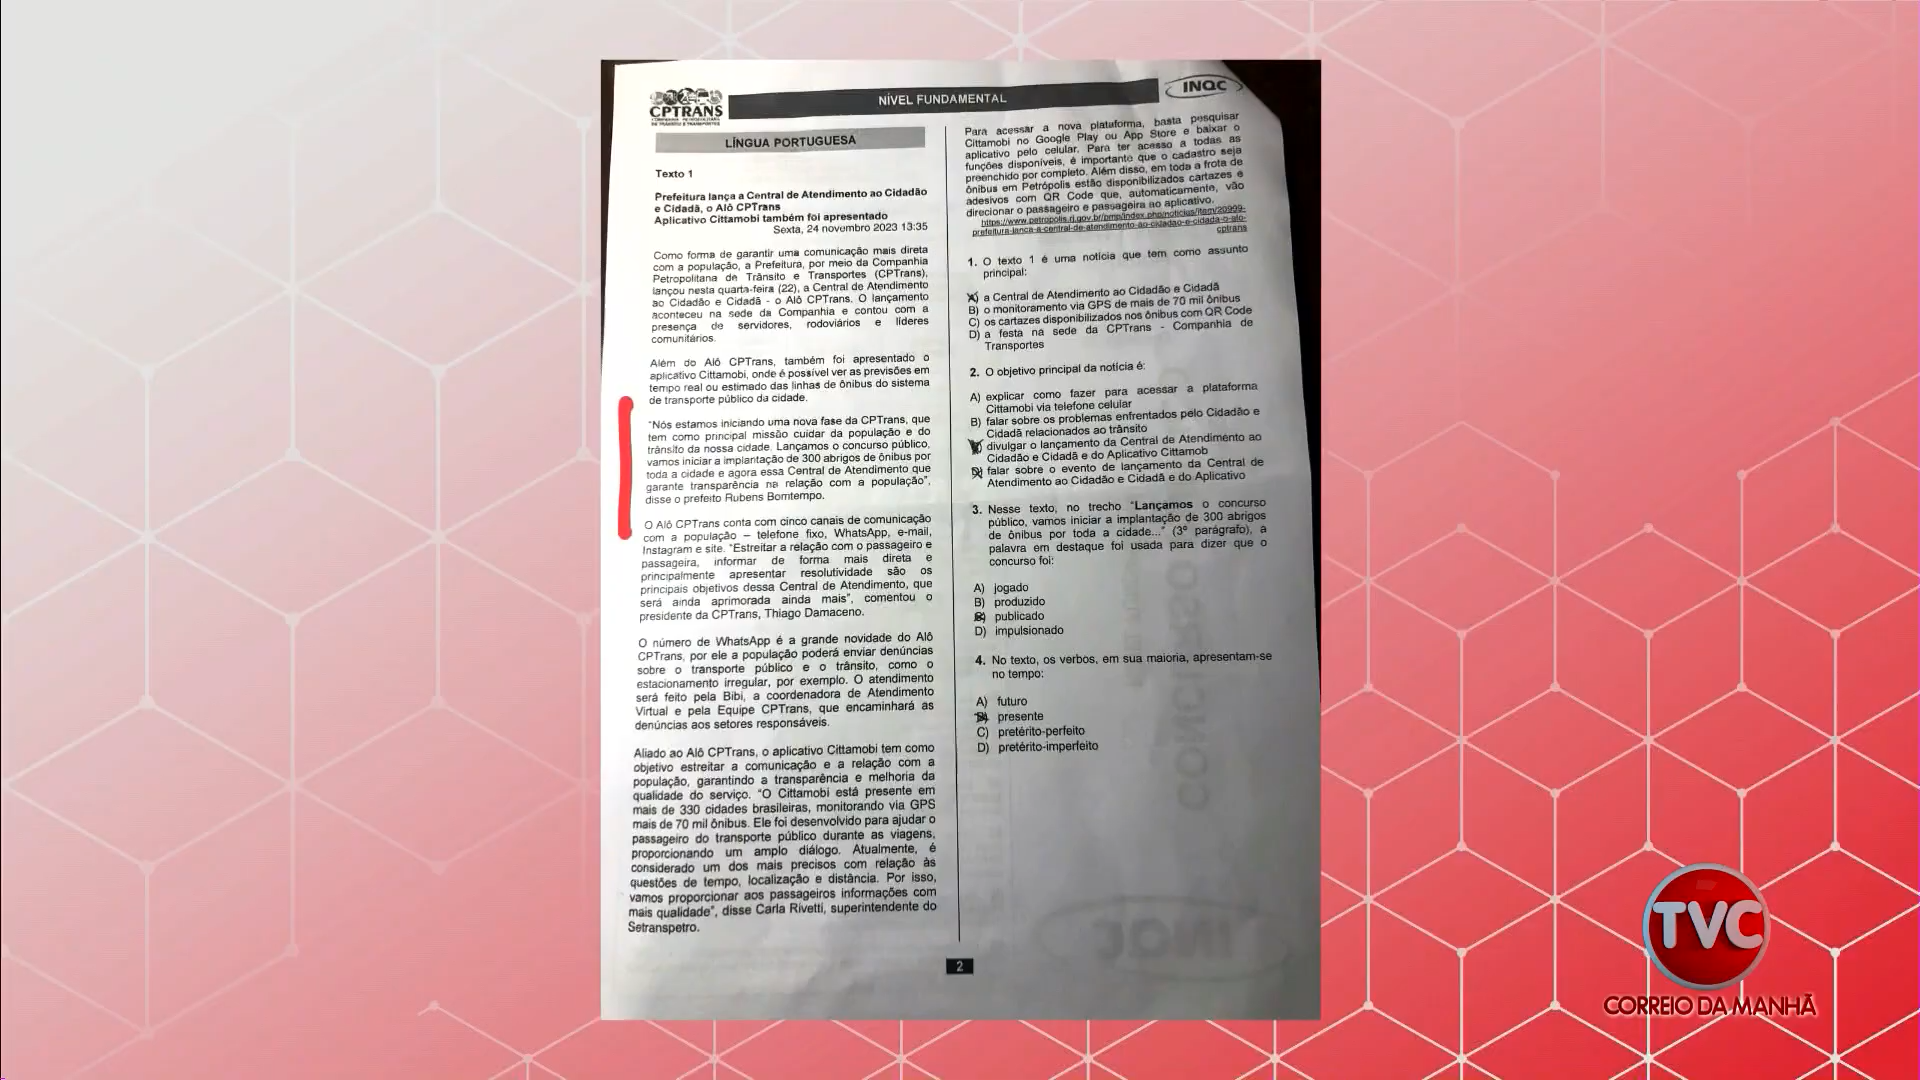 CPTRANS
NÍVEL FUNDAMENTAL
INQC
LÍNGUA PORTUGUESA
Texto 1
Prefeitura lança a Central de Atendimento ao Cidadão
e Cidadã, o Alô CPTrans
Aplicativo Cittamobi também foi apresentado
Sexta, 24 novembro 2023 13:35
Como forma de garantir uma comunicação mais direta
com a população, a Prefeitura, por meio da Companhia
Petropolitana de Trânsito e Transportes (CPTrans),
lançou nesta quarta-feira (22), a Central de Atendimento
ao Cidadão e Cidadã - o Alô CPTrans. O lançamento
aconteceu na sede da Companhia e contou com a
presença de servidores, rodoviários e líderes
comunitários.
Além do Alô CPTrans, também foi apresentado o
aplicativo Cittamobi, onde é possível ver as previsões em
tempo real ou estimado das linhas de ônibus do sistema
de transporte público da cidade.
"Nós estamos iniciando uma nova fase da CPTrans, que
tem como principal missão cuidar da população e do
trânsito da nossa cidade. Lançamos o concurso público,
vamos iniciar a implantação de 300 abrigos de ônibus por
toda a cidade e agora essa Central de Atendimento que
garante transparência na relação com a população",
disse o prefeito Rubens Bomtempo.
O Alô CPTrans conta com cinco canais de comunicação
com a população – telefone fixo, WhatsApp, e-mail,
Instagram e site. "Estreitar a relação com o passageiro e
passageira, informar de forma mais direta e
principalmente apresentar resolutividade são os
principais objetivos dessa Central de Atendimento, que
será ainda aprimorada ainda mais", comentou o
presidente da CPTrans, Thiago Damaceno.
O número de WhatsApp é a grande novidade do Alô
CPTrans, por ele a população poderá enviar denúncias
sobre o transporte público e o trânsito, como o
estacionamento irregular, por exemplo. O atendimento
será feito pela Bibi, a coordenadora de Atendimento
Virtual e pela Equipe CPTrans, que encaminhará as
denúncias aos setores responsáveis.
Aliado ao Alô CPTrans, o aplicativo Cittamobi tem como
objetivo estreitar a comunicação e a relação com a
população, garantindo a transparência e melhoria da
qualidade do serviço. "O Cittamobi está presente em
mais de 330 cidades brasileiras, monitorando via GPS
mais de 70 mil ônibus. Ele foi desenvolvido para ajudar o
passageiro do transporte público durante as viagens,
proporcionando um amplo diálogo. Atualmente, é
considerado um dos mais precisos com relação às
questões de tempo, localização e distância. Por isso,
vamos proporcionar aos passageiros informações com
mais qualidade", disse Carla Rivetti, superintendente do
Setranspetro.
Para acessar a nova plataforma, basta pesquisar
Cittamobi no Google Play ou App Store e baixar o
aplicativo pelo celular. Para ter acesso a todas as
funções disponíveis, é importante que o cadastro seja
preenchido por completo. Além disso, em toda a frota de
ônibus em Petrópolis estão disponibilizados cartazes e
adesivos com QR Code que, automaticamente, vão
direcionar o passageiro e passageira ao aplicativo.
https://www.petropolis.rj.gov.br/pmp/index.php/noticias/item/20999-
prefeitura-lanca-a-central-de-atendimento-ao-cidadao-e-cidada-o-alo-
cptrans
1. O texto 1 é uma notícia que tem como assunto
principal:
A) a Central de Atendimento ao Cidadão e Cidadã
B) o monitoramento via GPS de mais de 70 mil ônibus
C) os cartazes disponibilizados nos ônibus com QR Code
D) a festa na sede da CPTrans - Companhia de
Transportes
2. O objetivo principal da notícia é:
A) explicar como fazer para acessar a plataforma
Cittamobi via telefone celular
B) falar sobre os problemas enfrentados pelo Cidadão e
Cidadã relacionados ao trânsito
divulgar o lançamento da Central de Atendimento ao
Cidadão e Cidadã e do Aplicativo Cittamob
D) falar sobre o evento de lançamento da Central de
Atendimento ao Cidadão e Cidadã e do Aplicativo
3. Nesse texto, no trecho "Lançamos o concurso
público, vamos iniciar a implantação de 300 abrigos
de ônibus por toda a cidade..." (3º parágrafo), a
palavra em destaque foi usada para dizer que o
concurso foi:
A) jogado
B) produzido
C) publicado
D) impulsionado
4. No texto, os verbos, em sua maioria, apresentam-se
no tempo:
A) futuro
B) presente
C) pretérito-perfeito
D) pretérito-imperfeito
2
TVC
CORREIO DA MANHÃ